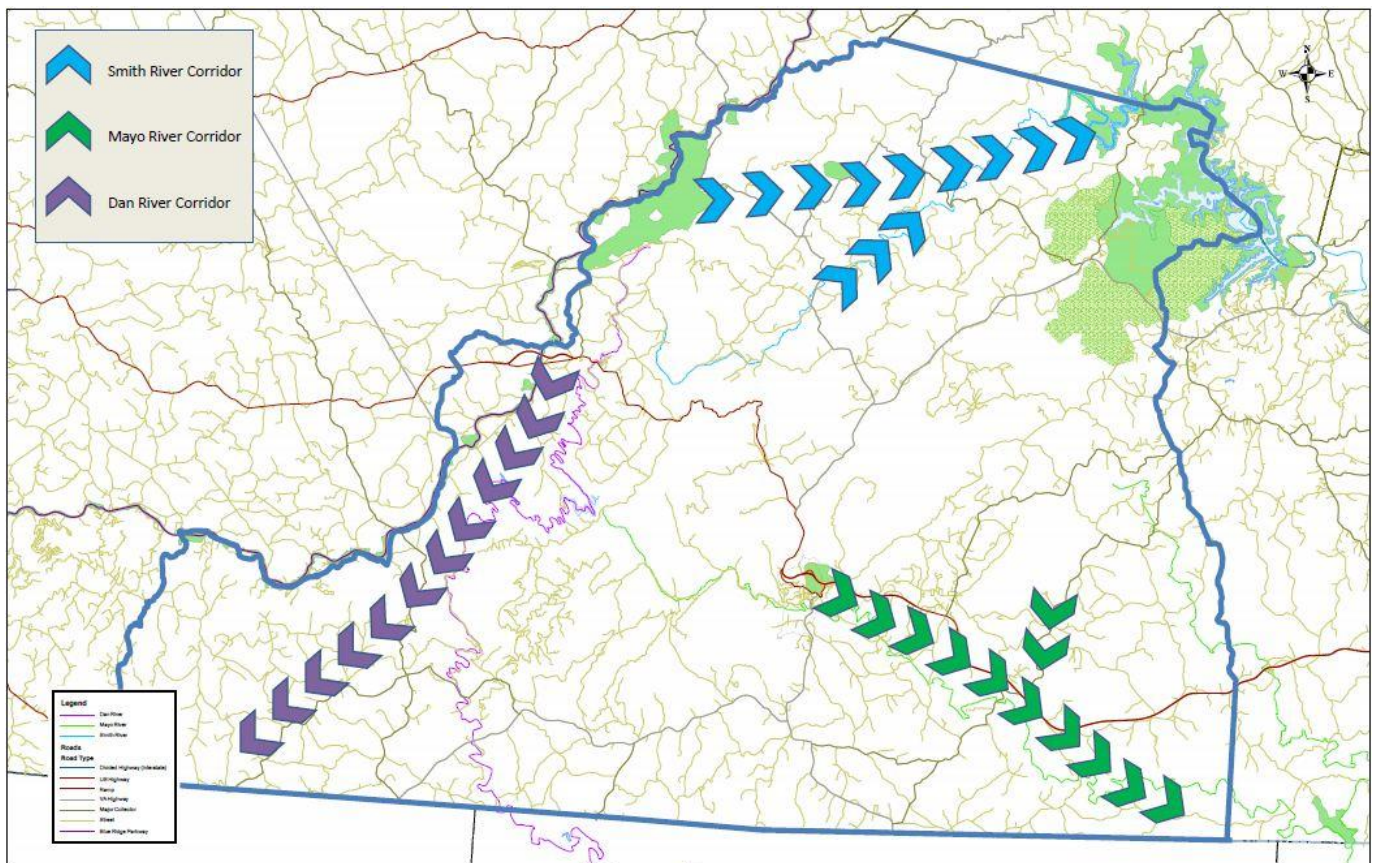 Smith River Corridor
Mayo River Corridor
Dan River Corridor
N
W E
S
Legend
Dan River
Mayo River
Smith River
Roads
Road Type
Divided Highway (Interstate)
US Highway
Ramp
VA Highway
Major Collector
Street
Blue Ridge Parkway